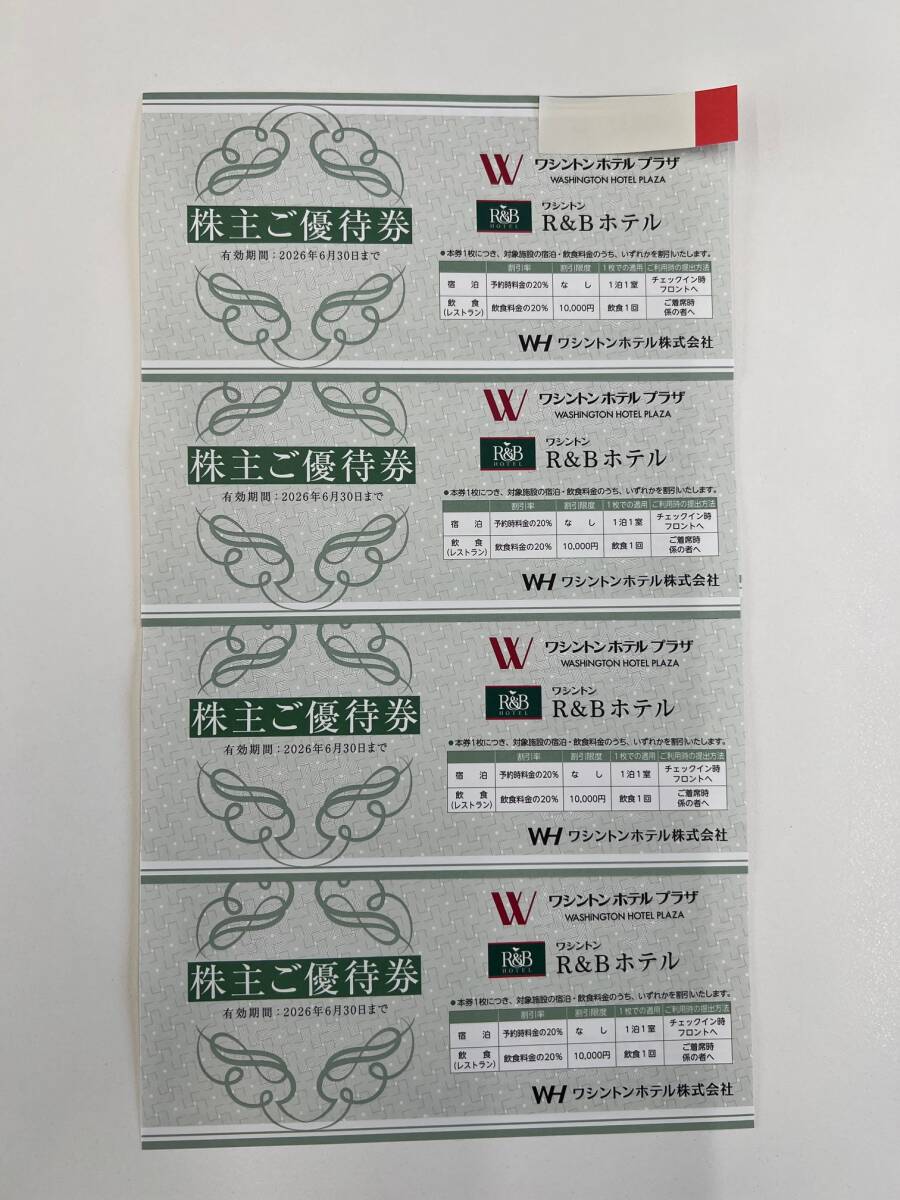 W ワシントンホテル プラザ
WASHINGTON HOTEL PLAZA
R&B HOTEL ワシントン R&Bホテル
株主ご優待券
有効期間：2026年6月30日まで
●本券1枚につき、対象施設の宿泊・飲食料金のうち、いずれかを割引いたします。
割引率 割引限度 1枚での適用 ご利用時の提出方法
宿 泊 予約時料金の20% な し 1泊1室 チェックイン時フロントへ
飲 食(レストラン) 飲食料金の20% 10,000円 飲食1回 ご着席時係の者へ
WH ワシントンホテル株式会社
W ワシントンホテル プラザ
WASHINGTON HOTEL PLAZA
R&B HOTEL ワシントン R&Bホテル
株主ご優待券
有効期間：2026年6月30日まで
●本券1枚につき、対象施設の宿泊・飲食料金のうち、いずれかを割引いたします。
割引率 割引限度 1枚での適用 ご利用時の提出方法
宿 泊 予約時料金の20% な し 1泊1室 チェックイン時フロントへ
飲 食(レストラン) 飲食料金の20% 10,000円 飲食1回 ご着席時係の者へ
WH ワシントンホテル株式会社
W ワシントンホテル プラザ
WASHINGTON HOTEL PLAZA
R&B HOTEL ワシントン R&Bホテル
株主ご優待券
有効期間：2026年6月30日まで
●本券1枚につき、対象施設の宿泊・飲食料金のうち、いずれかを割引いたします。
割引率 割引限度 1枚での適用 ご利用時の提出方法
宿 泊 予約時料金の20% な し 1泊1室 チェックイン時フロントへ
飲 食(レストラン) 飲食料金の20% 10,000円 飲食1回 ご着席時係の者へ
WH ワシントンホテル株式会社
W ワシントンホテル プラザ
WASHINGTON HOTEL PLAZA
R&B HOTEL ワシントン R&Bホテル
株主ご優待券
有効期間：2026年6月30日まで
●本券1枚につき、対象施設の宿泊・飲食料金のうち、いずれかを割引いたします。
割引率 割引限度 1枚での適用 ご利用時の提出方法
宿 泊 予約時料金の20% な し 1泊1室 チェックイン時フロントへ
飲 食(レストラン) 飲食料金の20% 10,000円 飲食1回 ご着席時係の者へ
WH ワシントンホテル株式会社